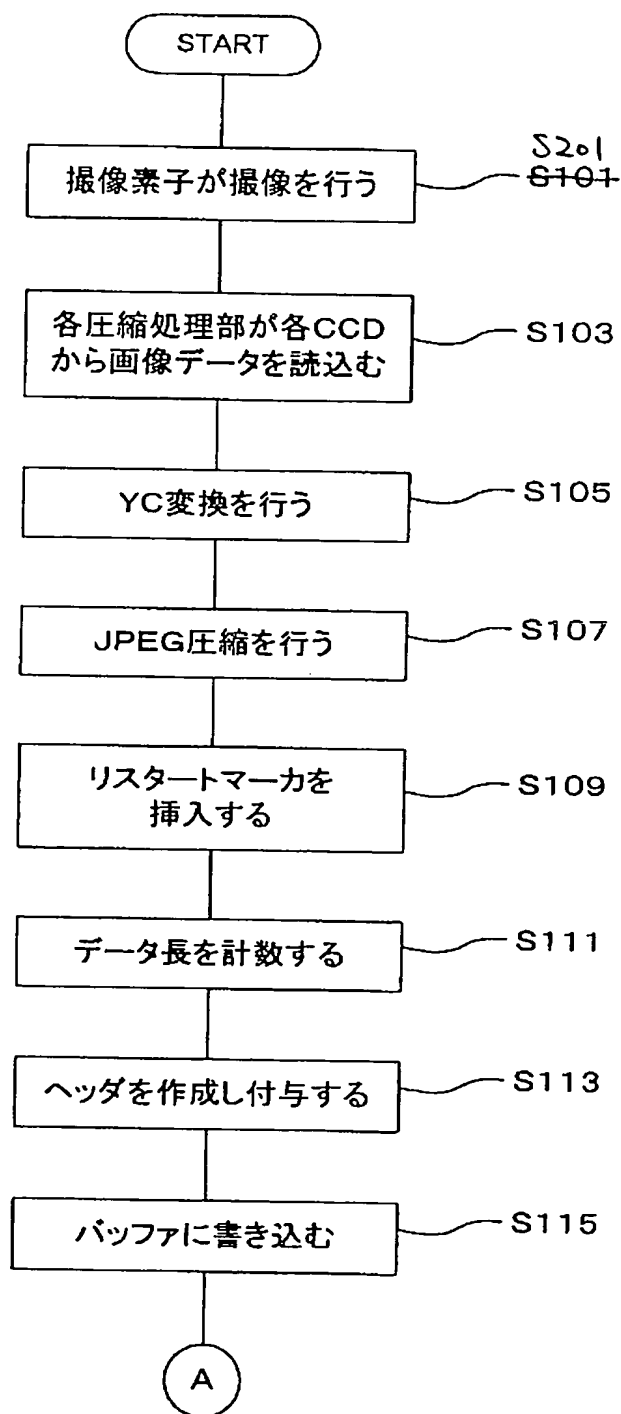 START
S201
撮像素子が撮像を行う
S101
各圧縮処理部が各CCD
から画像データを読込む
S103
YC変換を行う
S105
JPEG圧縮を行う
S107
リスタートマーカを
挿入する
S109
データ長を計数する
S111
ヘッダを作成し付与する
S113
バッファに書き込む
S115
A